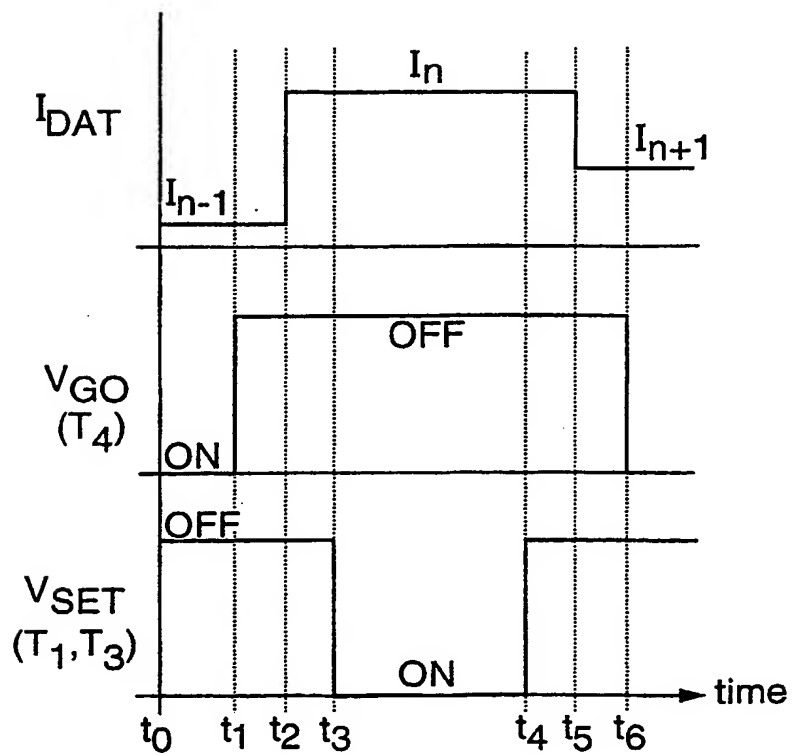 I_DAT
I_n-1
I_n
I_n+1
V_GO
(T_4)
ON
OFF
V_SET
(T_1,T_3)
OFF
ON
time
t_0 t_1 t_2 t_3 t_4 t_5 t_6